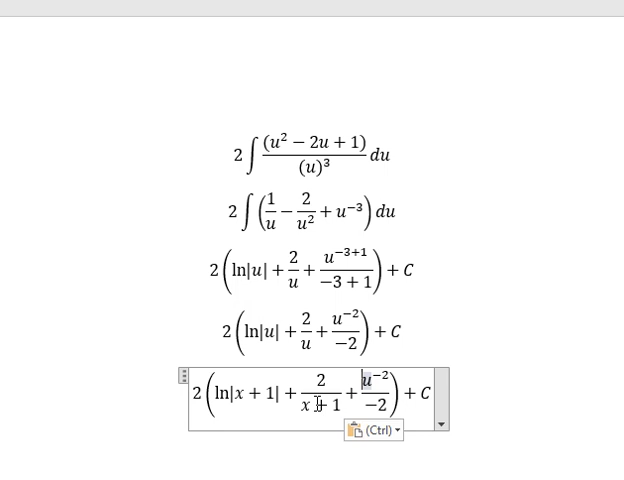 2∫ (u² − 2u + 1)/(u)³ du
2∫ (1/u − 2/u² + u⁻³) du
2(ln|u| + 2/u + u⁻³⁺¹/−3 + 1) + C
2(ln|u| + 2/u + u⁻²/−2) + C
2(ln|x + 1| + 2/x + 1 + u⁻²/−2) + C
(Ctrl)